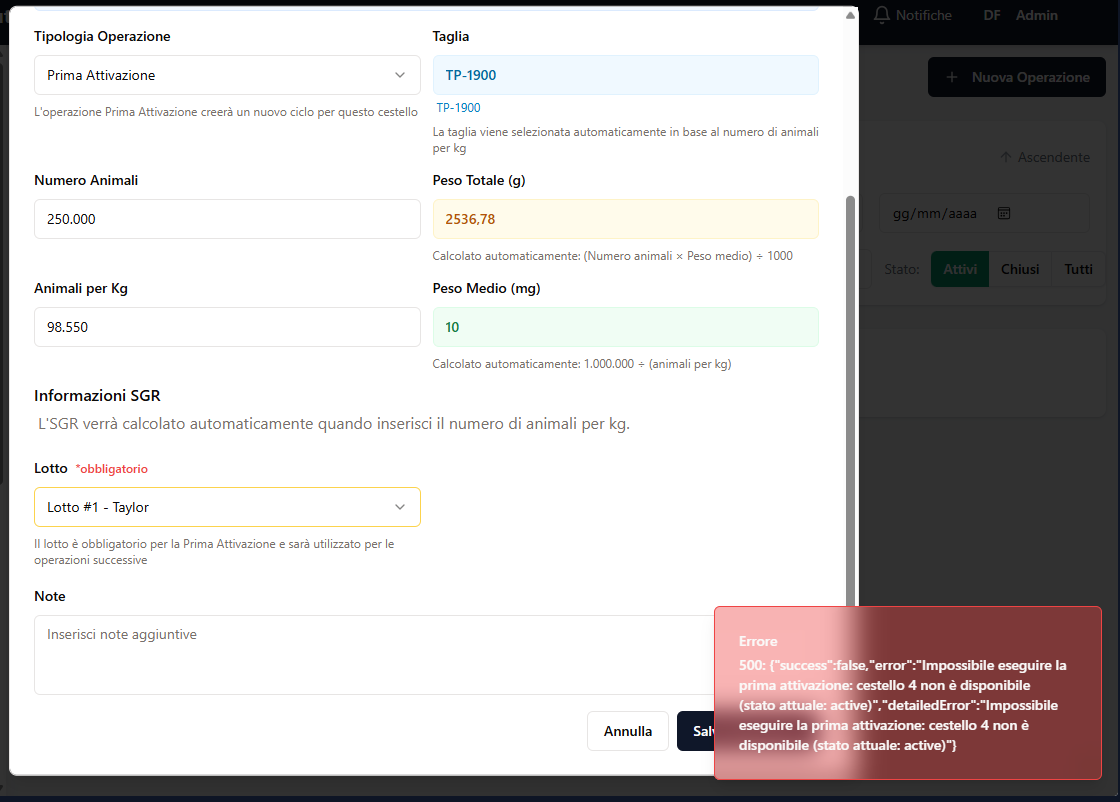 Notifiche
DF
Admin
Nuova Operazione
Ascendente
gg/mm/aaaa
Stato:
Attivi
Chiusi
Tutti
Tipologia Operazione
Taglia
Prima Attivazione
TP-1900
TP-1900
L'operazione Prima Attivazione creerà un nuovo ciclo per questo cestello
La taglia viene selezionata automaticamente in base al numero di animali
per kg
Numero Animali
Peso Totale (g)
250.000
2536,78
Calcolato automaticamente: (Numero animali × Peso medio) ÷ 1000
Animali per Kg
Peso Medio (mg)
98.550
10
Calcolato automaticamente: 1.000.000 ÷ (animali per kg)
Informazioni SGR
L'SGR verrà calcolato automaticamente quando inserisci il numero di animali per kg.
Lotto *obbligatorio
Lotto #1 - Taylor
Il lotto è obbligatorio per la Prima Attivazione e sarà utilizzato per le
operazioni successive
Note
Inserisci note aggiuntive
Annulla
Errore
500: {"success":false,"error":"Impossibile eseguire la
prima attivazione: cestello 4 non è disponibile
(stato attuale: active)","detailedError":"Impossibile
eseguire la prima attivazione: cestello 4 non è
disponibile (stato attuale: active)"}